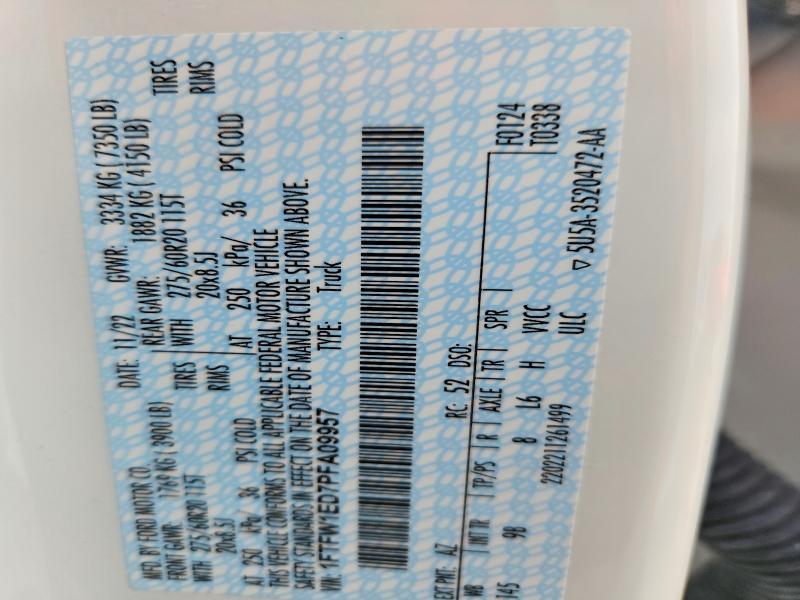 MFD. BY FORD MOTOR CO.
DATE: 11/22 GVWR: 3334 KG ( 7350 LB)
FRONT GAWR: 1769 KG ( 3900 LB) REAR GAWR: 1882 KG ( 4150 LB)
WITH 275/60R20 115T TIRES WITH 275/60R20 115T TIRES
20x8.5J RIMS 20x8.5J RIMS
AT 250 kPa/ 36 PSI COLD AT 250 kPa/ 36 PSI COLD
THIS VEHICLE CONFORMS TO ALL APPLICABLE FEDERAL MOTOR VEHICLE
SAFETY STANDARDS IN EFFECT ON THE DATE OF MANUFACTURE SHOWN ABOVE.
VIN: 1FTFW1ED7PFA09957 TYPE: Truck
EXT PNT: AZ RC: 52 DSO: F0124
WB INT TR TP/PS R AXLE TR SPR T0338
145 9B 8 L6 H VVCC
2202211261499 ULC ▽ 5U5A-3520472-AA